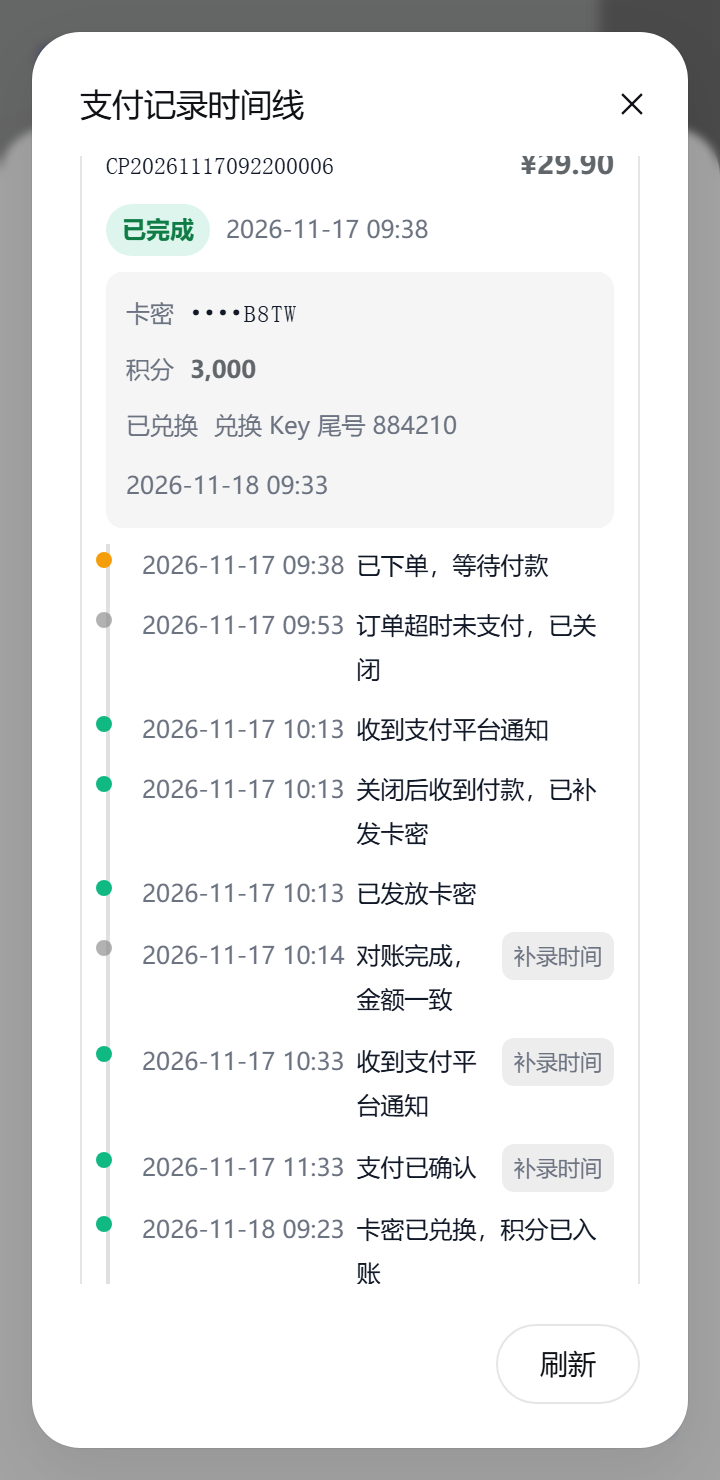 支付记录时间线
CP20261117092200006 ¥29.90
已完成 2026-11-17 09:38
卡密 ••••B8TW
积分 3,000
已兑换 兑换 Key 尾号 884210
2026-11-18 09:33
2026-11-17 09:38 已下单，等待付款
2026-11-17 09:53 订单超时未支付，已关
闭
2026-11-17 10:13 收到支付平台通知
2026-11-17 10:13 关闭后收到付款，已补
发卡密
2026-11-17 10:13 已发放卡密
2026-11-17 10:14 对账完成， 补录时间
金额一致
2026-11-17 10:33 收到支付平 补录时间
台通知
2026-11-17 11:33 支付已确认 补录时间
2026-11-18 09:23 卡密已兑换，积分已入
账
刷新